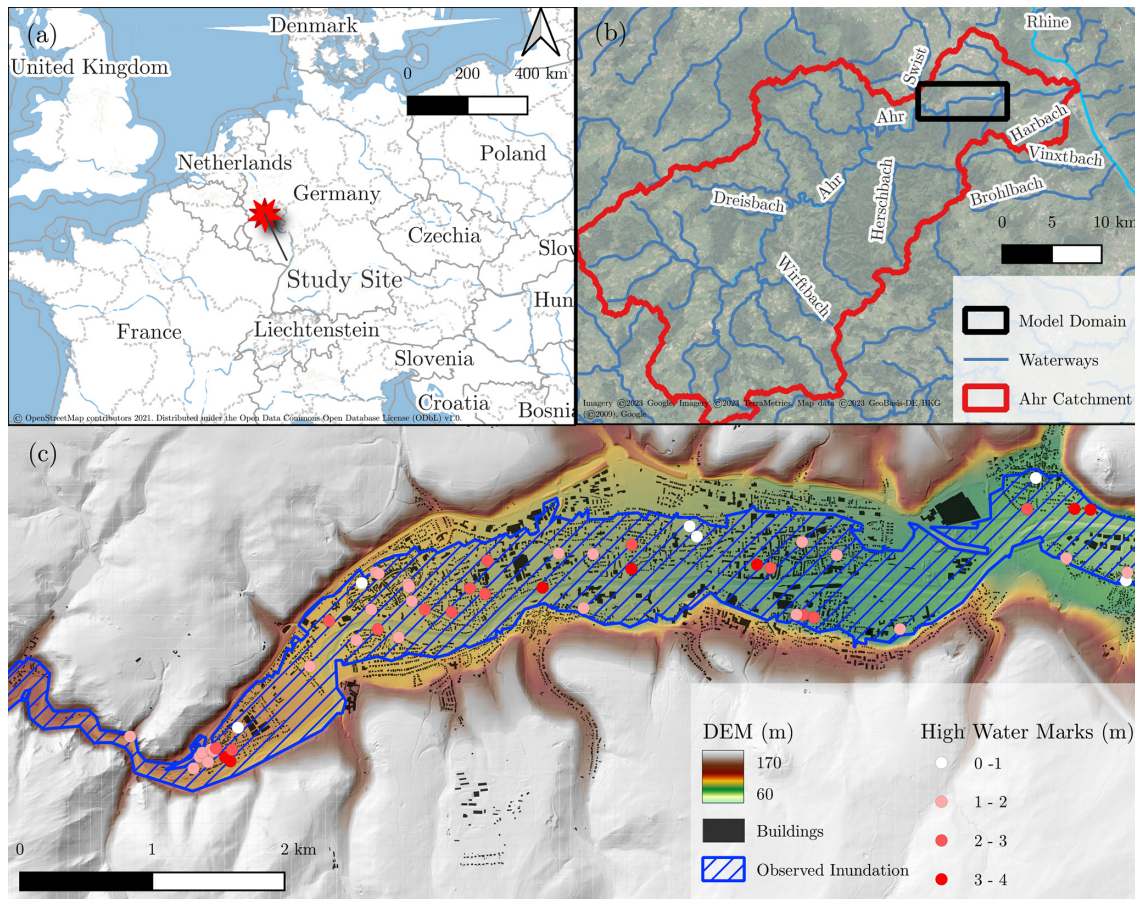 (a)
Denmark
United Kingdom
0 200 400 km
Netherlands
Poland
Germany
Czechia
Slov
Study Site
Hun
France
Liechtenstein
Slovenia
Croatia
Bosnia
© OpenStreetMap contributors 2021. Distributed under the Open Data Commons Open Database License (ODbL) v1.0.
(b)
Rhine
Swist
Ahr
Harbach
Vinxtbach
Ahr
Herschbach
Dreisbach
Brohlbach
0 5 10 km
Wirftbach
Model Domain
Waterways
Ahr Catchment
Imagery ©2023 Google, Imagery ©2023 TerraMetrics, Map data ©2023 GeoBasis-DE/BKG
(©2009), Google
(c)
DEM (m)
170
60
Buildings
Observed Inundation
High Water Marks (m)
0 -1
1 - 2
2 - 3
3 - 4
0 1 2 km